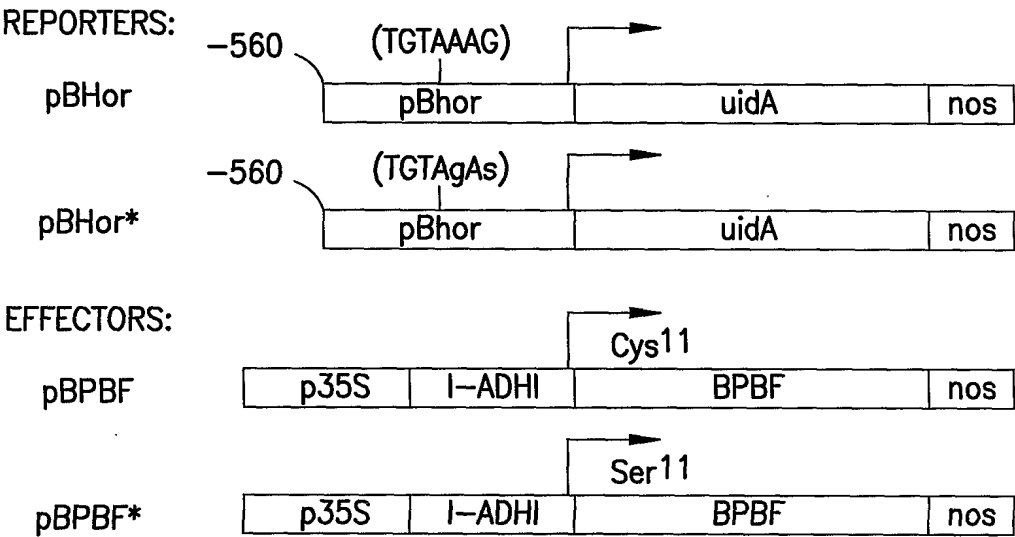 REPORTERS:
-560 (TGTAAAG)
pBHor pBhor uidA nos
-560 (TGTAgAs)
pBHor* pBhor uidA nos
EFFECTORS:
Cys11
pBPBF p35S I-ADHI BPBF nos
Ser11
pBPBF* p35S I-ADHI BPBF nos